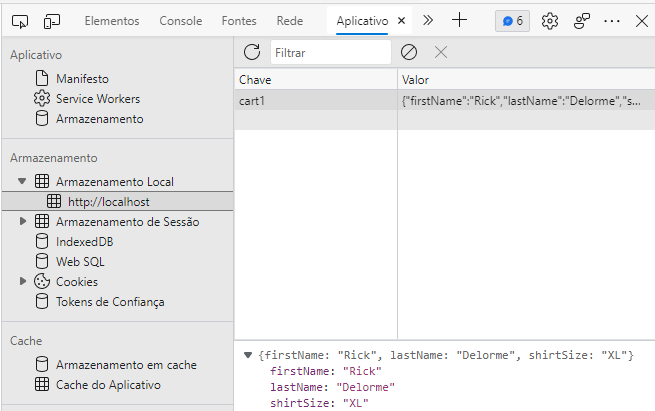 Elementos Console Fontes Rede Aplicativo 6
Aplicativo
Manifesto
Service Workers
Armazenamento
Armazenamento
Armazenamento Local
http://localhost
Armazenamento de Sessão
IndexedDB
Web SQL
Cookies
Tokens de Confiança
Cache
Armazenamento em cache
Cache do Aplicativo
Filtrar
Chave Valor
cart1 {"firstName":"Rick","lastName":"Delorme","s...
{firstName: "Rick", lastName: "Delorme", shirtSize: "XL"}
firstName: "Rick"
lastName: "Delorme"
shirtSize: "XL"